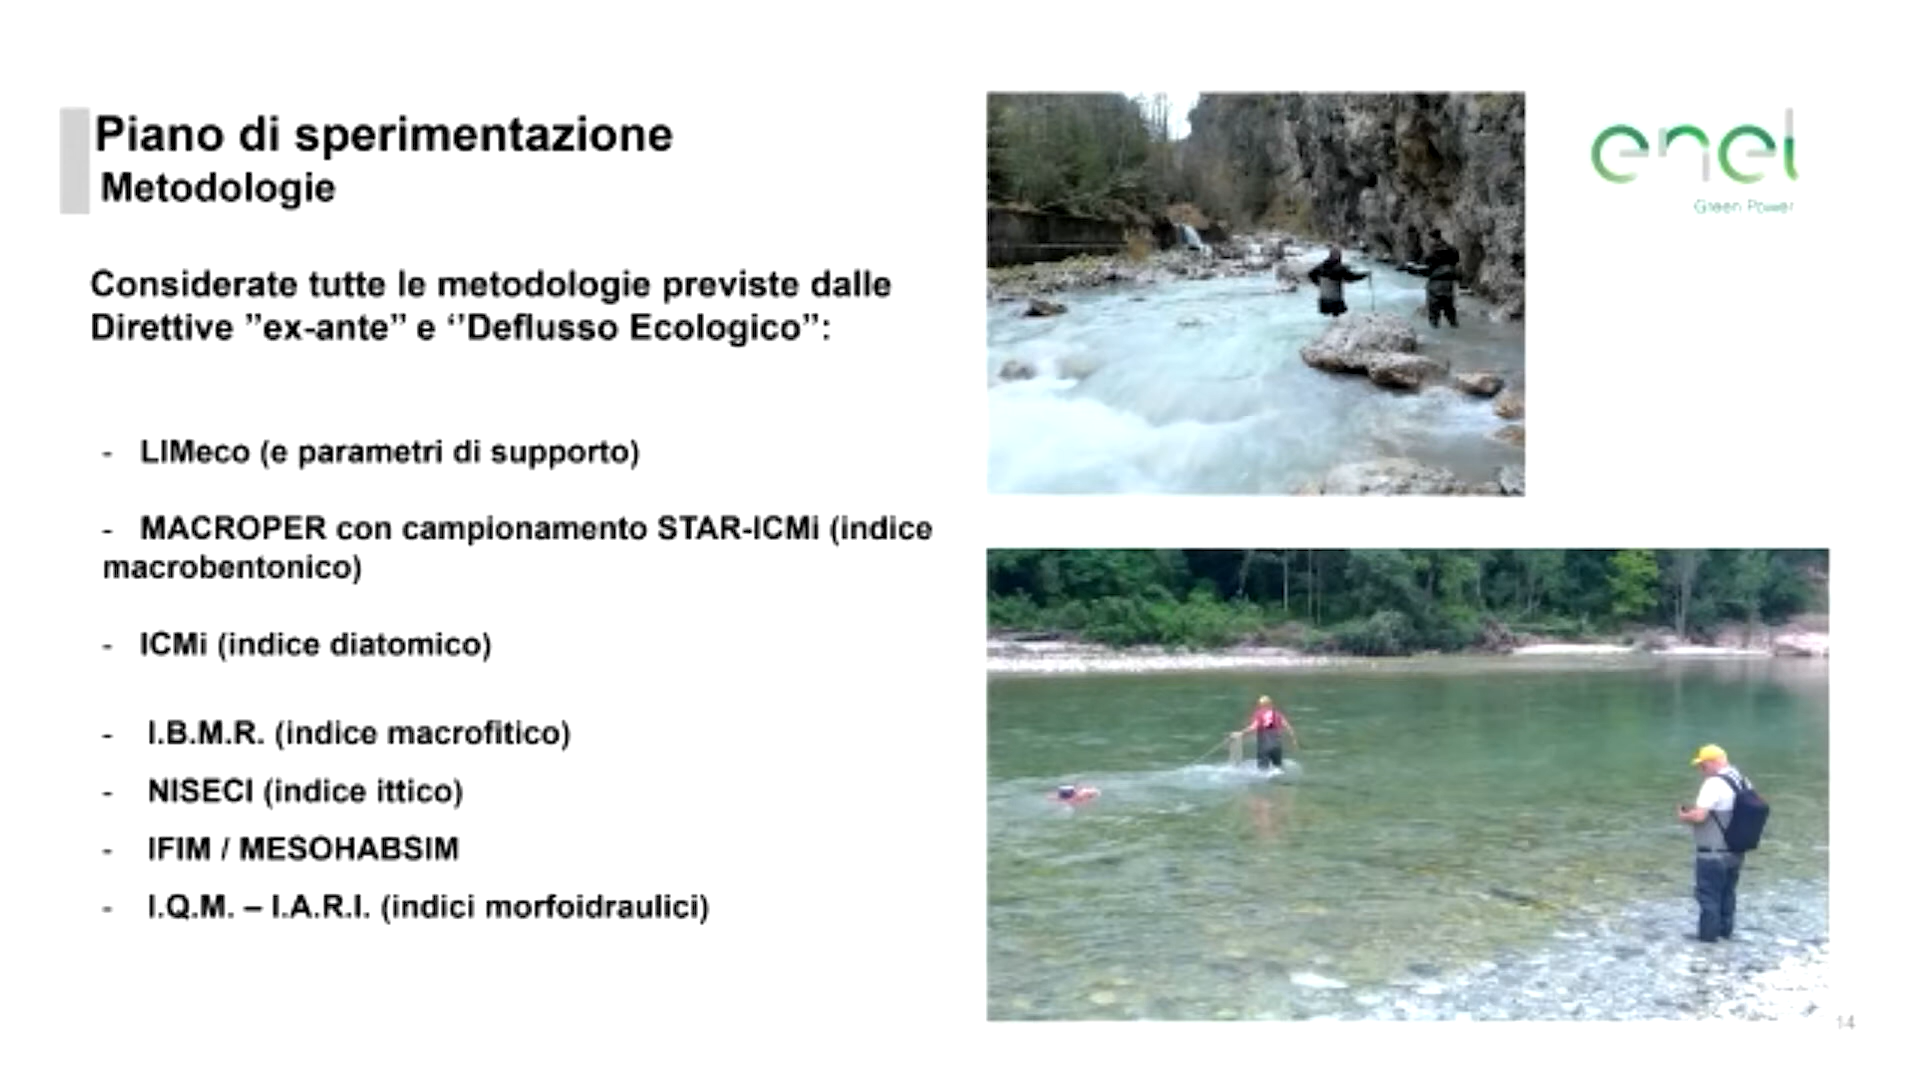 Piano di sperimentazione
Metodologie
enel
Green Power
Considerate tutte le metodologie previste dalle
Direttive ”ex-ante” e ‘’Deflusso Ecologico”:
- LIMeco (e parametri di supporto)
- MACROPER con campionamento STAR-ICMi (indice
macrobentonico)
- ICMi (indice diatomico)
- I.B.M.R. (indice macrofitico)
- NISECI (indice ittico)
- IFIM / MESOHABSIM
- I.Q.M. – I.A.R.I. (indici morfoidraulici)
14